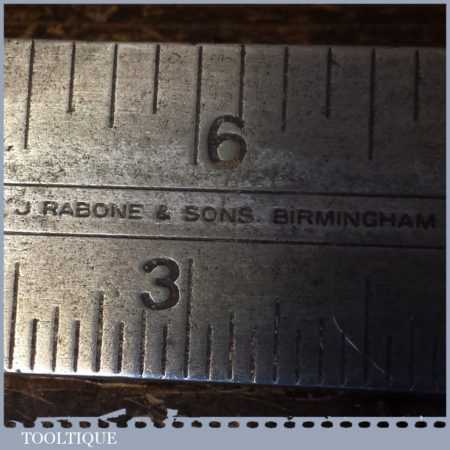 6
J RABONE & SONS. BIRMINGHAM
3
TOOLTIQUE